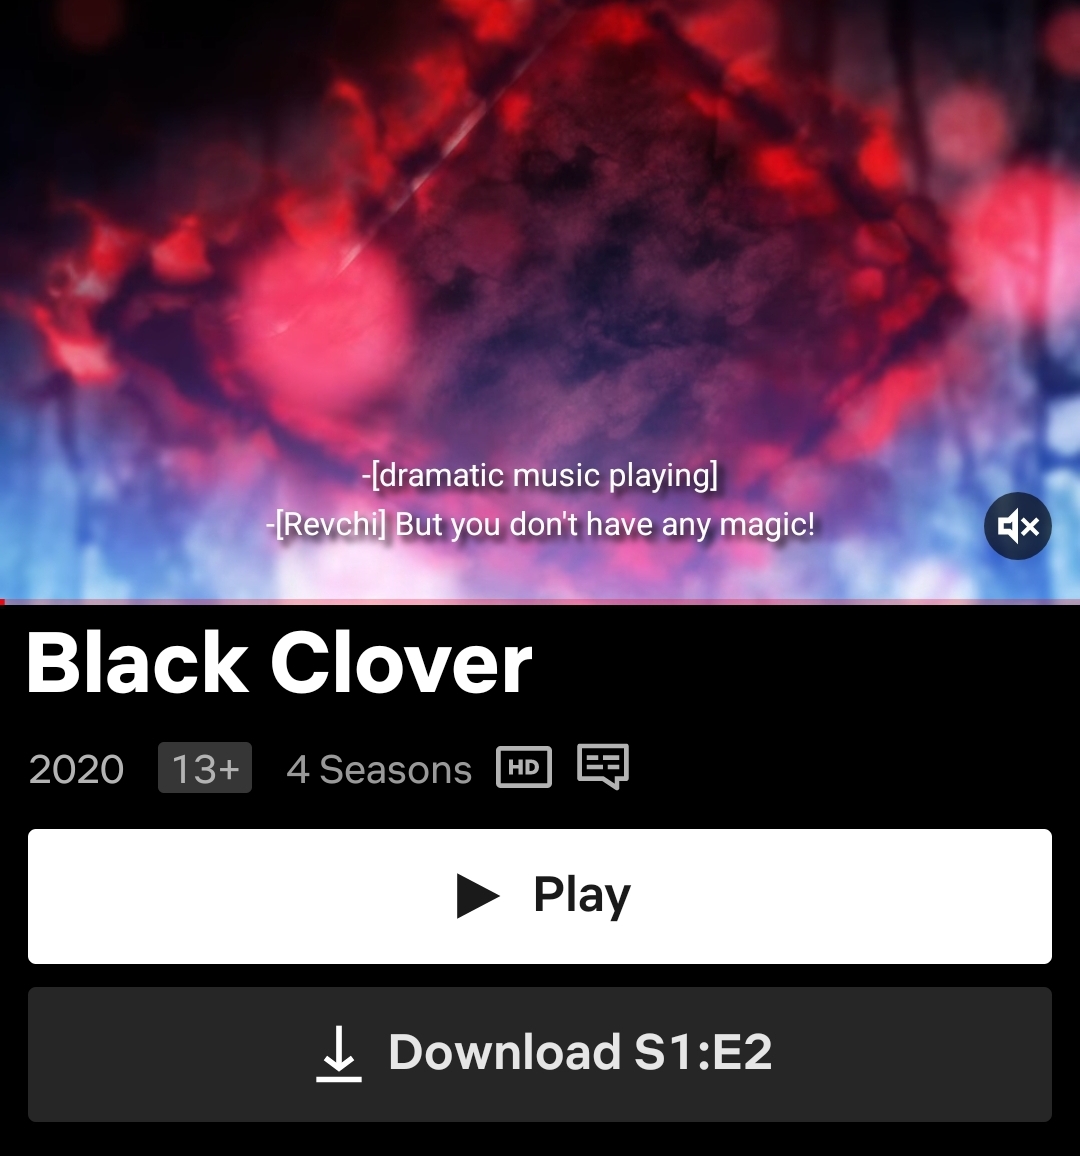 -[dramatic music playing]
-[Revchi] But you don't have any magic!
Black Clover
2020 13+ 4 Seasons HD
Play
Download S1:E2